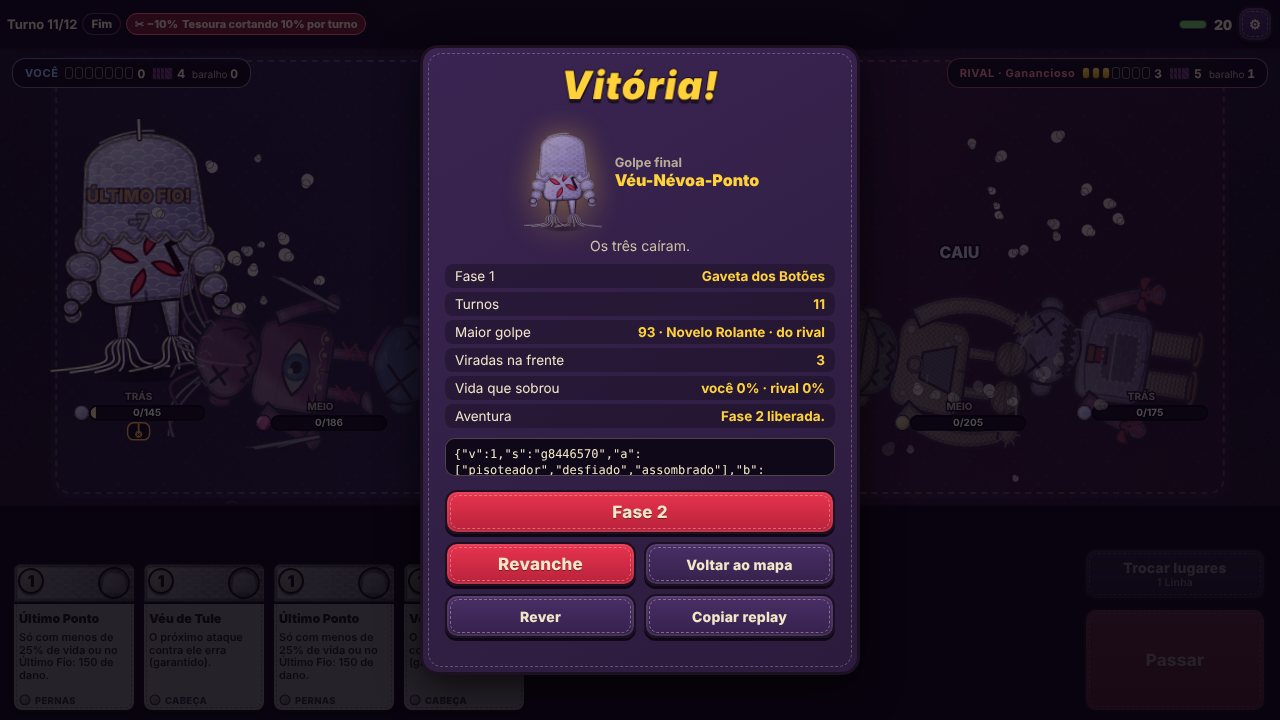 Turno 11/12 Fim ✂ −10% Tesoura cortando 10% por turno 20
VOCÊ 0 4 baralho 0
RIVAL · Ganancioso 3 5 baralho 1
Vitória!
Golpe final
Véu-Névoa-Ponto
Os três caíram.
Fase 1 Gaveta dos Botões
Turnos 11
Maior golpe 93 · Novelo Rolante · do rival
Viradas na frente 3
Vida que sobrou você 0% · rival 0%
Aventura Fase 2 liberada.
{"v":1,"s":"g8446570","a":
["pisoteador","desfiado","assombrado"],"b":
Fase 2
Revanche
Voltar ao mapa
Rever
Copiar replay
ÚLTIMO FIO!
-7
TRÁS
0/145
MEIO
0/186
CAIU
MEIO
0/205
TRÁS
0/175
1
Último Ponto
Só com menos de
25% de vida ou no
Último Fio: 150 de
dano.
PERNAS
1
Véu de Tule
O próximo ataque
contra ele erra
(garantido).
CABEÇA
1
Último Ponto
Só com menos de
25% de vida ou no
Último Fio: 150 de
dano.
PERNAS
1
CABEÇA
Trocar lugares
1 Linha
Passar